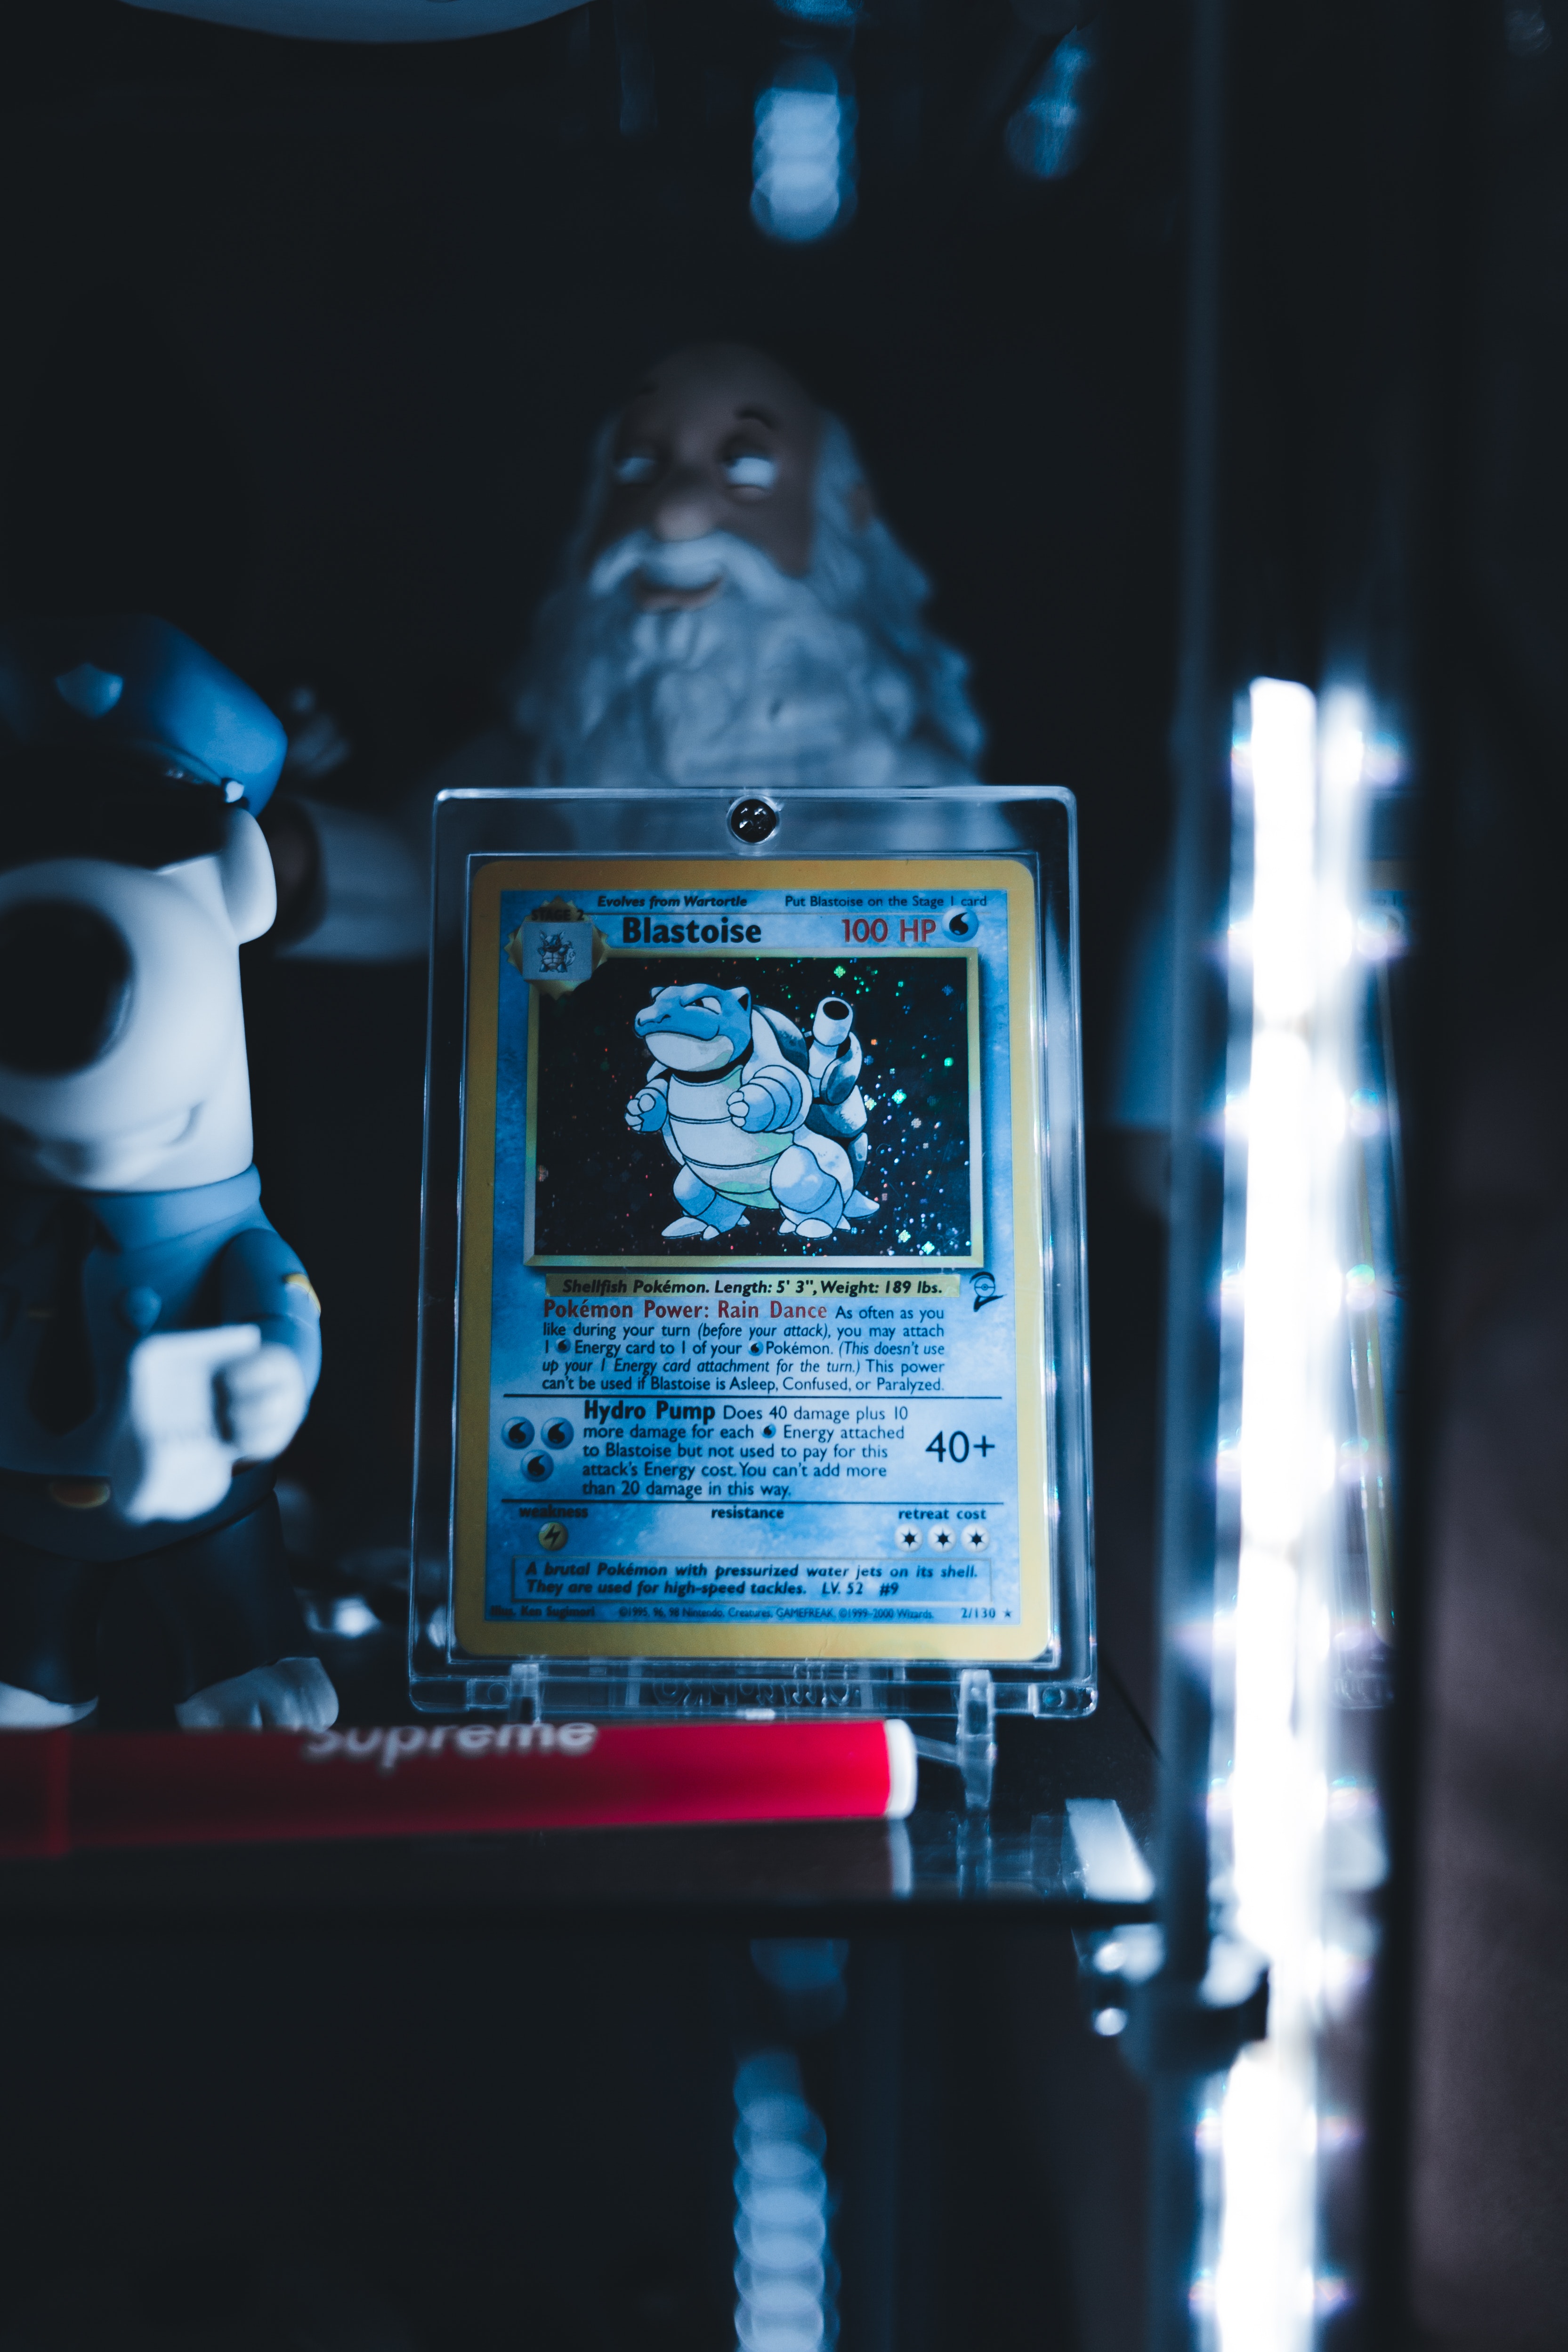 Evolves from Wartortle Put Blastoise on the Stage 1 card
STAGE 2
Blastoise 100 HP
Shellfish Pokémon. Length: 5' 3", Weight: 189 lbs.
Pokémon Power: Rain Dance As often as you
like during your turn (before your attack), you may attach
1 Energy card to 1 of your Pokémon. (This doesn't use
up your 1 Energy card attachment for the turn.) This power
can't be used if Blastoise is Asleep, Confused, or Paralyzed.
Hydro Pump Does 40 damage plus 10
more damage for each Energy attached
to Blastoise but not used to pay for this
attack's Energy cost. You can't add more
than 20 damage in this way.
40+
weakness resistance retreat cost
A brutal Pokémon with pressurized water jets on its shell.
They are used for high-speed tackles. LV. 52 #9
Illus. Ken Sugimori ©1995, 96, 98 Nintendo, Creatures, GAMEFREAK. ©1999-2000 Wizards. 2/130
Supreme